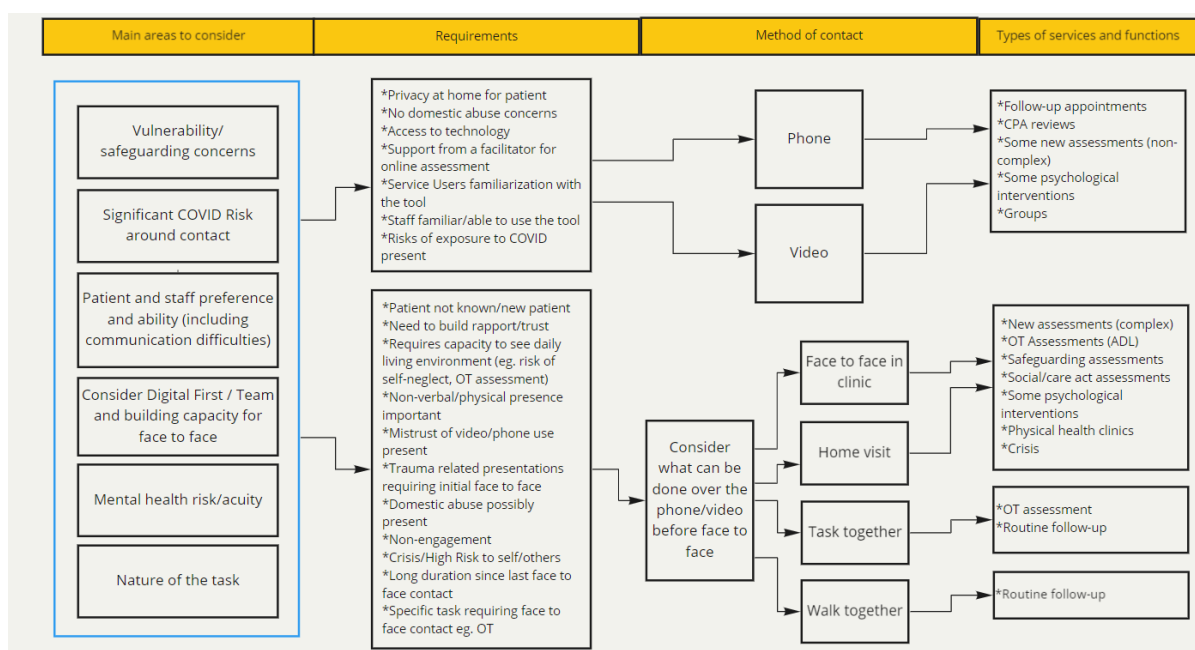 Main areas to consider
Requirements
Method of contact
Types of services and functions
Vulnerability/
safeguarding concerns
Significant COVID Risk
around contact
Patient and staff preference
and ability (including
communication difficulties)
Consider Digital First / Team
and building capacity for
face to face
Mental health risk/acuity
Nature of the task
*Privacy at home for patient
*No domestic abuse concerns
*Access to technology
*Support from a facilitator for
online assessment
*Service Users familiarization with
the tool
*Staff familiar/able to use the tool
*Risks of exposure to COVID
present
*Patient not known/new patient
*Need to build rapport/trust
*Requires capacity to see daily
living environment (eg. risk of
self-neglect, OT assessment)
*Non-verbal/physical presence
important
*Mistrust of video/phone use
present
*Trauma related presentations
requiring initial face to face
*Domestic abuse possibly
present
*Non-engagement
*Crisis/High Risk to self/others
*Long duration since last face to
face contact
*Specific task requiring face to
face contact eg. OT
Phone
Video
Consider
what can be
done over the
phone/video
before face to
face
Face to face in
clinic
Home visit
Task together
Walk together
*Follow-up appointments
*CPA reviews
*Some new assessments (non-
complex)
*Some psychological
interventions
*Groups
*New assessments (complex)
*OT Assessments (ADL)
*Safeguarding assessments
*Social/care act assessments
*Some psychological
interventions
*Physical health clinics
*Crisis
*OT assessment
*Routine follow-up
*Routine follow-up